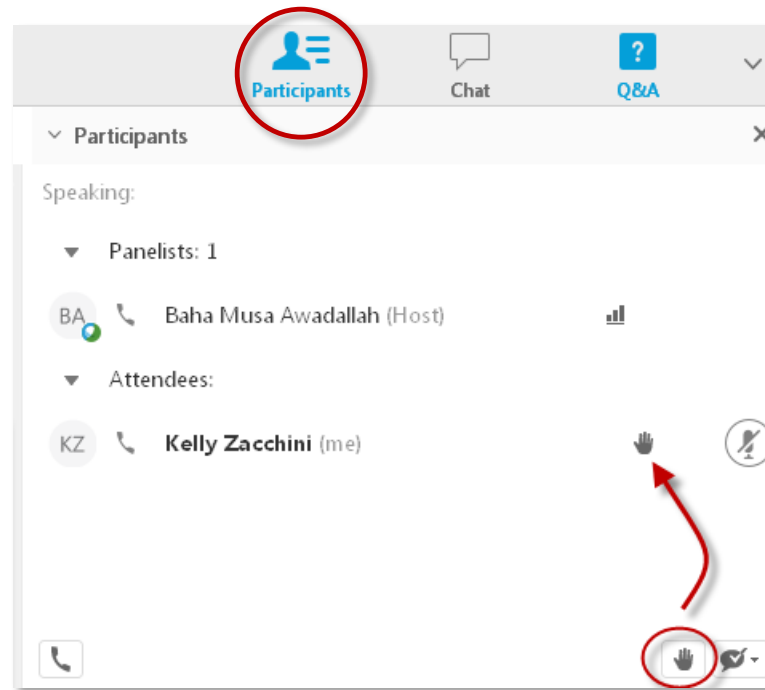 Participants
Chat
?
Q&A
Participants
Speaking:
Panelists: 1
BA
Baha Musa Awadallah (Host)
Attendees:
KZ
Kelly Zacchini (me)